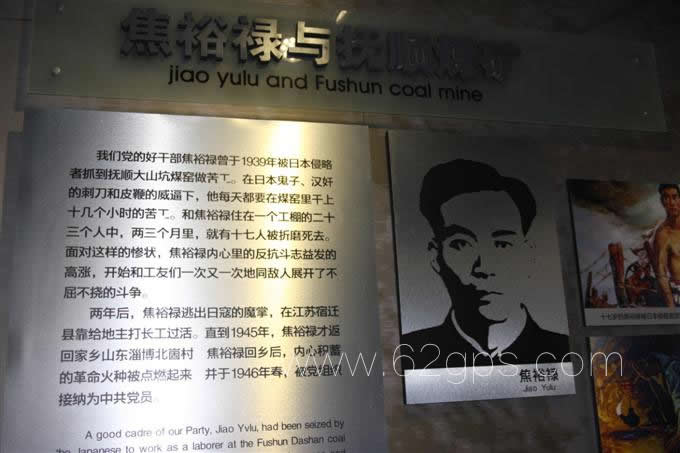 焦裕禄与抚顺煤矿
jiao yulu and Fushun coal mine
我们党的好干部焦裕禄曾于1939年被日本侵略
者抓到抚顺大山坑煤窑做苦工。在日本鬼子、汉奸
的刺刀和皮鞭的威逼下，他每天都要在煤窑里干上
十几个小时的苦工。和焦裕禄住在一个工棚的二十
三个人中，两三个月里，就有十七人被折磨死去。
面对这样的惨状，焦裕禄内心里的反抗斗志益发的
高涨，开始和工友们一次又一次地同敌人展开了不
屈不挠的斗争。
两年后，焦裕禄逃出日寇的魔掌，在江苏宿迁
县靠给地主打长工过活。直到1945年，焦裕禄才返
回家乡山东淄博北崮村 焦裕禄回乡后，内心积蓄
的革命火种被点燃起来 并于1946年春，被党组织
接纳为中共党员。
A good cadre of our Party, Jiao Yvlu, had been seized by
the Japanese to work as a laborer at the Fushun Dashan coal
焦裕禄
Jiao Yulu
www.62gps.com